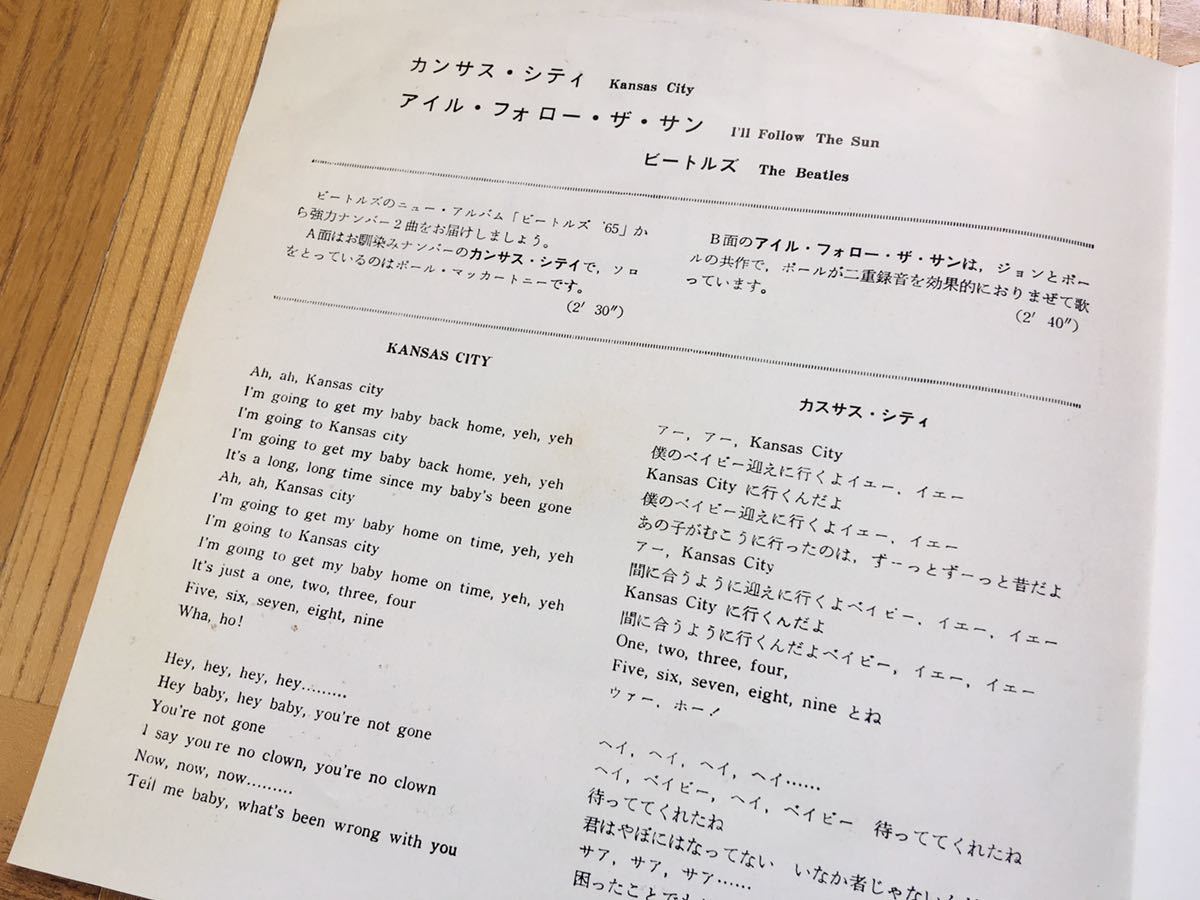 カンサス・シティ Kansas City
アイル・フォロー・ザ・サン I'll Follow The Sun
ビートルズ The Beatles
ビートルズのニュー・アルバム「ビートルズ '65」か
ら強力ナンバー2曲をお届けしましょう。
A面はお馴染みナンバーのカンサス・シティで, ソロ
をとっているのはポール・マッカートニーです。
(2' 30″)
B面のアイル・フォロー・ザ・サンは, ジョンとポー
ルの共作で, ポールが二重録音を効果的におりまぜて歌
っています。
(2' 40″)
KANSAS CITY
Ah, ah, Kansas city
I'm going to get my baby back home, yeh, yeh
I'm going to Kansas city
I'm going to get my baby back home, yeh, yeh
It's a long, long time since my baby's been gone
Ah, ah, Kansas city
I'm going to get my baby home on time, yeh, yeh
I'm going to Kansas city
I'm going to get my baby home on time, yeh, yeh
It's just a one, two, three, four
Five, six, seven, eight, nine
Wha, ho!
Hey, hey, hey, hey………
Hey baby, hey baby, you're not gone
You're not gone
I say you're no clown, you're no clown
Now, now, now………
Tell me baby, what's been wrong with you
カスサス・シティ
アー, アー, Kansas City
僕のベイビー迎えに行くよイエー, イエー
Kansas City に行くんだよ
僕のベイビー迎えに行くよイエー, イエー
あの子がむこうに行ったのは, ずーっとずーっと昔だよ
アー, Kansas City
間に合うように迎えに行くよベイビー, イエー, イエー
Kansas City に行くんだよ
間に合うように行くんだよベイビー, イエー, イエー
One, two, three, four,
Five, six, seven, eight, nine とね
ウァー, ホー!
ヘイ, ヘイ, ヘイ, ヘイ……
ヘイ, ベイビー, ヘイ, ベイビー 待っててくれたね
待っててくれたね
君はやぼにはなってない いなか者じゃない
サア, サア, サア……
困ったことでも